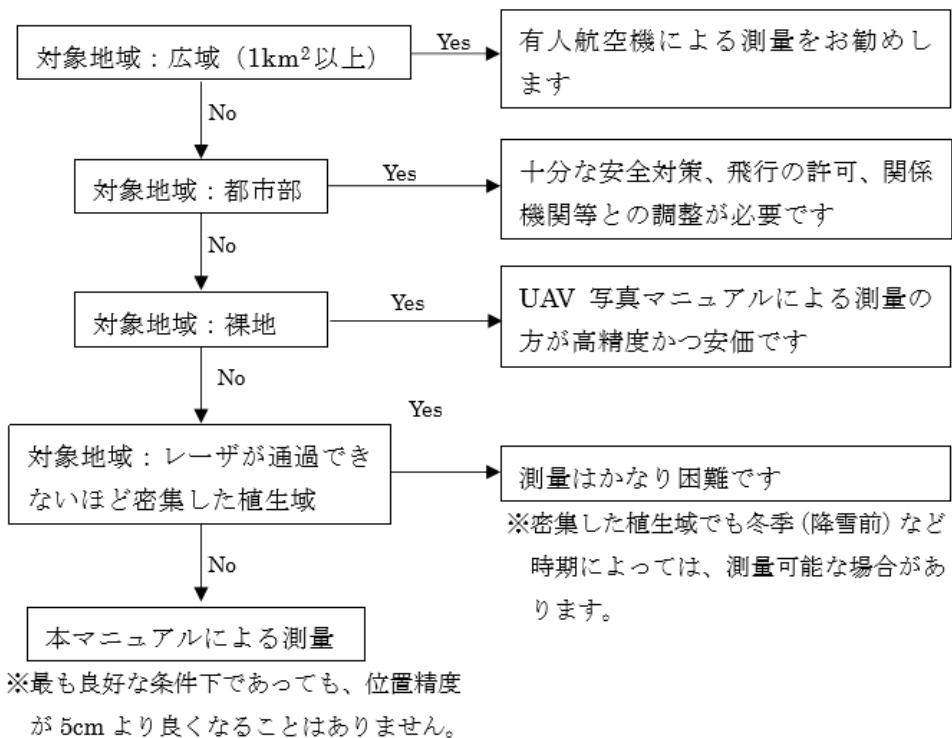 対象地域：広域（1km²以上）
Yes
有人航空機による測量をお勧めし
ます
No
対象地域：都市部
Yes
十分な安全対策、飛行の許可、関係
機関等との調整が必要です
No
対象地域：裸地
Yes
UAV 写真マニュアルによる測量の
方が高精度かつ安価です
No
Yes
対象地域：レーザが通過でき
ないほど密集した植生域
測量はかなり困難です
※密集した植生域でも冬季（降雪前）など
時期によっては、測量可能な場合があ
ります。
No
本マニュアルによる測量
※最も良好な条件下であっても、位置精度
が 5cm より良くなることはありません。